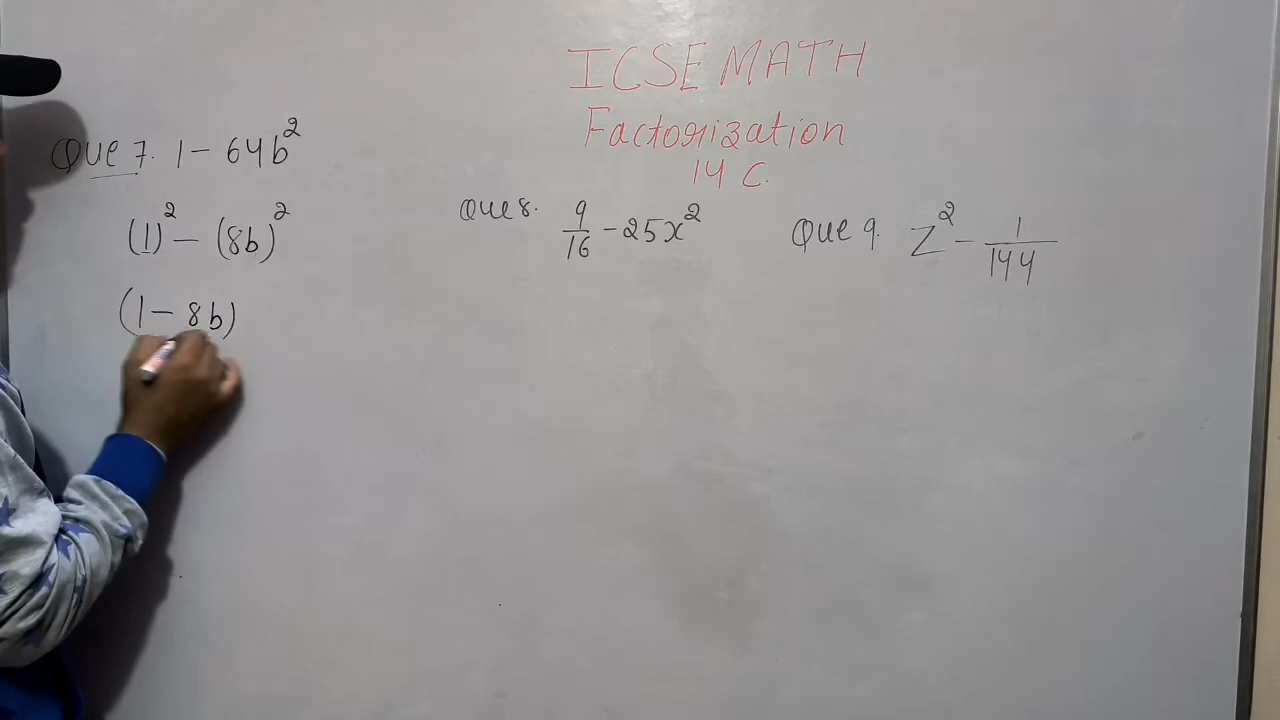 ICSE MATH
Factorization
14 C.
Que 7. 1 - 64b²
(1)² - (8b)²
(1 - 8b)
Que 8. 9/16 - 25x²
Que 9. Z² - 1/144